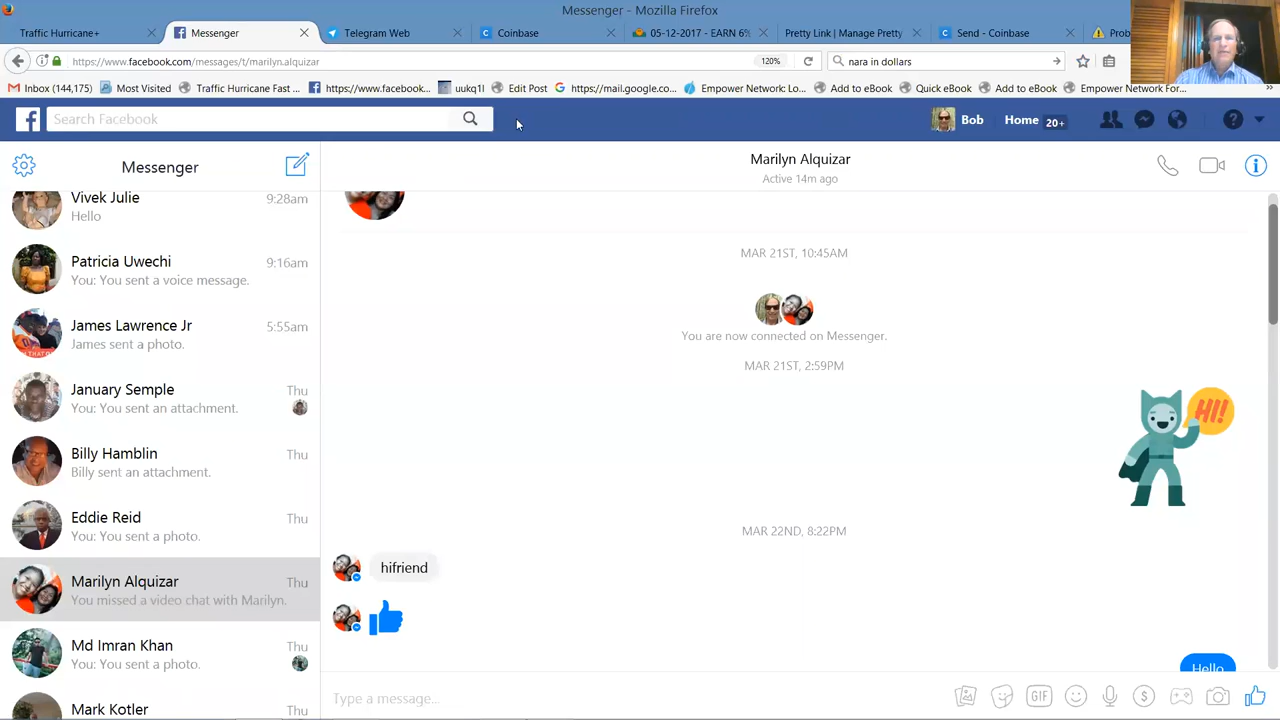 Messenger - Mozilla Firefox
Traffic Hurricane+
Messenger
Telegram Web
Coinbase
05-12-2017 - EARN 6%
Pretty Link | Manage Pretty
Send - Coinbase
Prob
https://www.facebook.com/messages/t/marilyn.alquizar
120%
nara in dollars
Inbox (144,175)
Most Visited
Traffic Hurricane Fast ...
https://www.facebook...
uukq1l
Edit Post
https://mail.google.co...
Empower Network: Lo...
Add to eBook
Quick eBook
Add to eBook
Empower Network For...
Search Facebook
Bob
Home 20+
Messenger
Vivek Julie 9:28am
Hello
Patricia Uwechi 9:16am
You: You sent a voice message.
James Lawrence Jr 5:55am
James sent a photo.
January Semple Thu
You: You sent an attachment.
Billy Hamblin Thu
Billy sent an attachment.
Eddie Reid Thu
You: You sent a photo.
Marilyn Alquizar Thu
You missed a video chat with Marilyn.
Md Imran Khan Thu
You: You sent a photo.
Mark Kotler Thu
Marilyn Alquizar
Active 14m ago
MAR 21ST, 10:45AM
You are now connected on Messenger.
MAR 21ST, 2:59PM
HI!
MAR 22ND, 8:22PM
hifriend
Hello
Type a message...
GIF